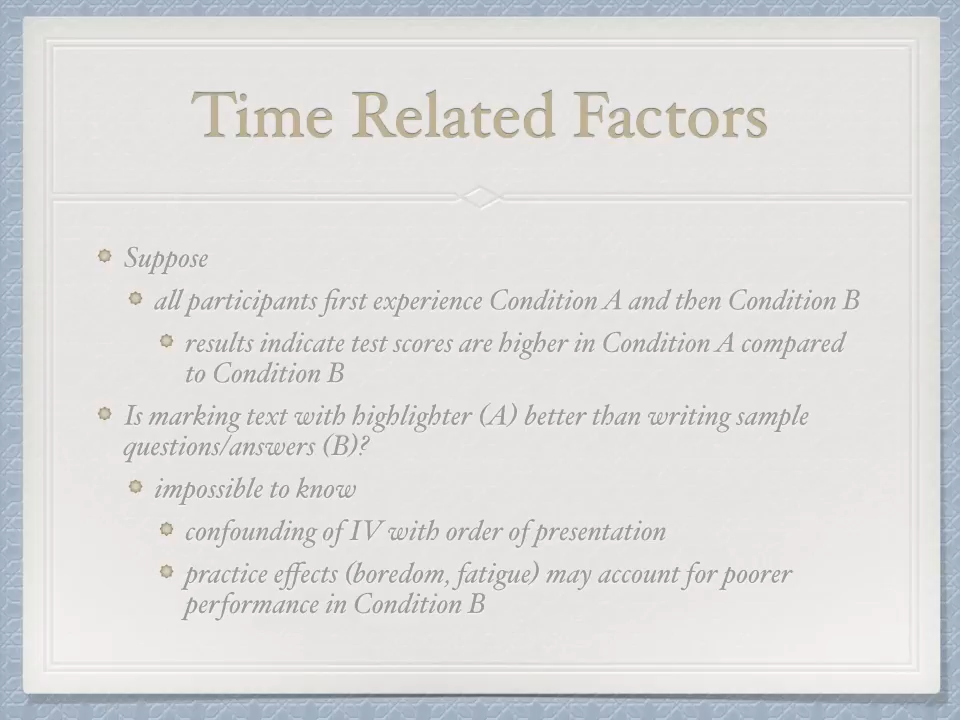 Time Related Factors
Suppose
all participants first experience Condition A and then Condition B
results indicate test scores are higher in Condition A compared
to Condition B
Is marking text with highlighter (A) better than writing sample
questions/answers (B)?
impossible to know
confounding of IV with order of presentation
practice effects (boredom, fatigue) may account for poorer
performance in Condition B